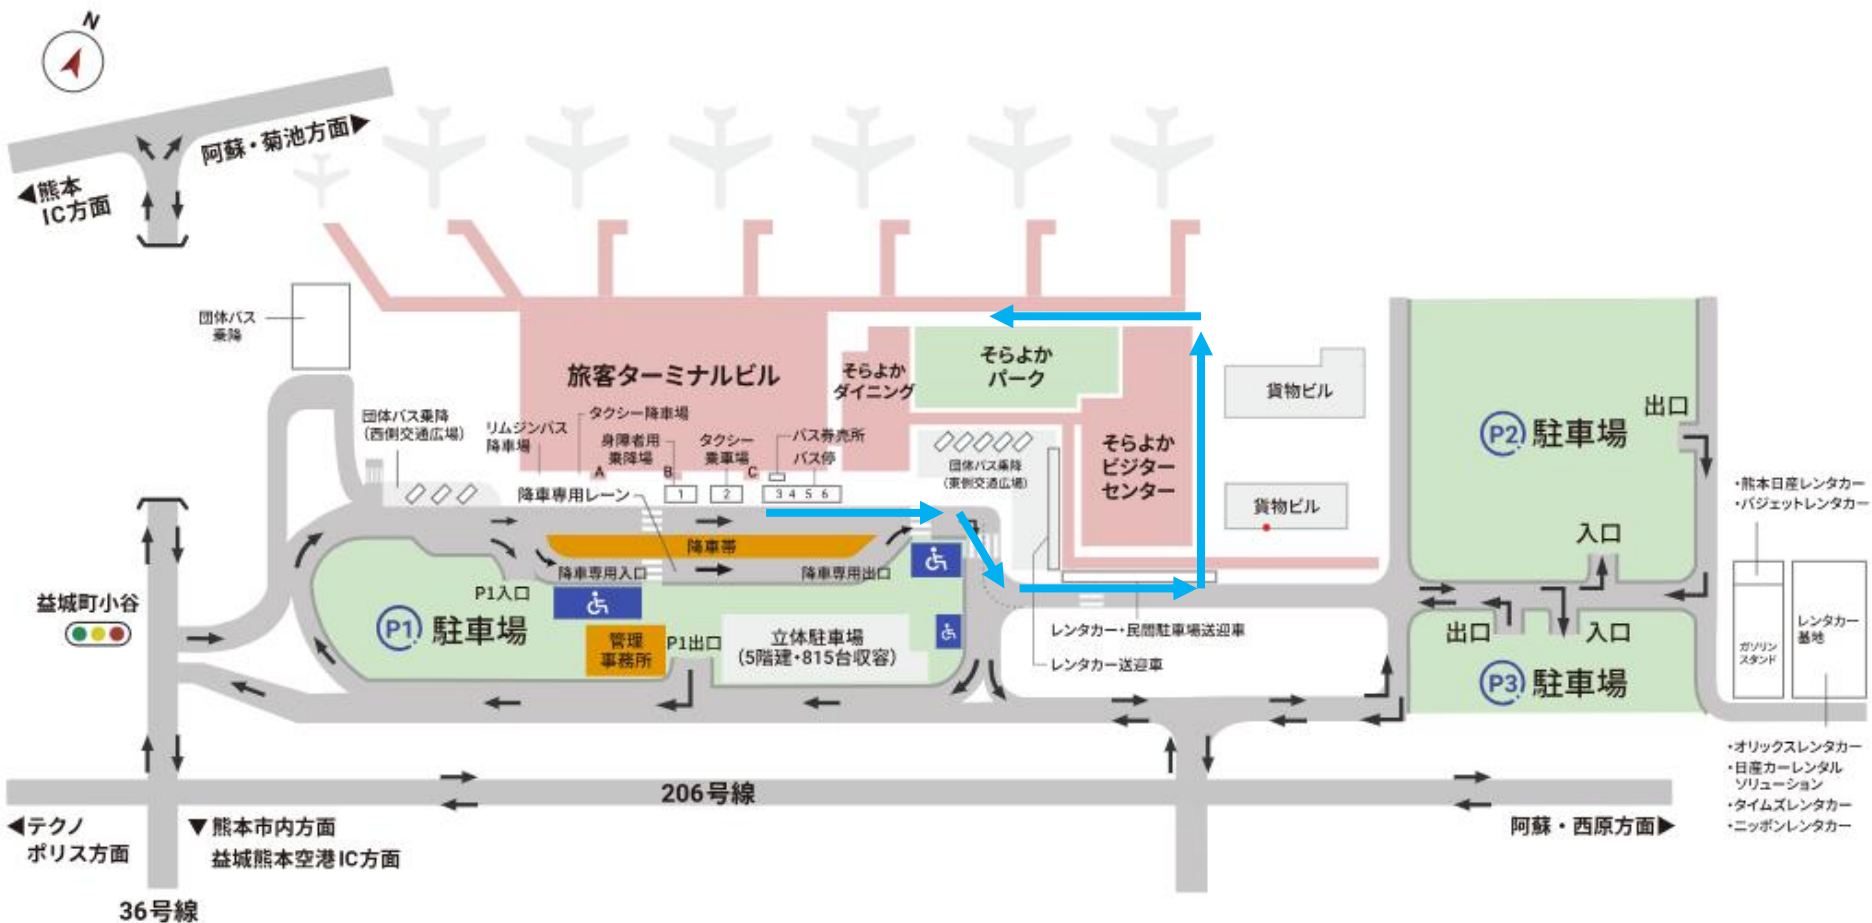 N
阿蘇・菊池方面▶
◀熊本
IC方面
団体バス
乗降
旅客ターミナルビル
そらよか
ダイニング
そらよか
パーク
そらよか
ビジター
センター
貨物ビル
貨物ビル
団体バス乗降
(西側交通広場)
リムジンバス
降車場
タクシー降車場
身障者用
乗降場
タクシー
乗車場
バス券売所
バス停
A
B
C
1
2
3 4 5 6
団体バス乗降
(東側交通広場)
降車専用レーン
降車帯
降車専用入口
降車専用出口
P1入口
P1 駐車場
管理
事務所
P1出口
立体駐車場
(5階建・815台収容)
レンタカー・民間駐車場送迎車
レンタカー送迎車
P2 駐車場
出口
入口
出口
入口
P3 駐車場
・熊本日産レンタカー
・バジェットレンタカー
ガソリン
スタンド
レンタカー
基地
・オリックスレンタカー
・日産カーレンタル
ソリューション
・タイムズレンタカー
・ニッポンレンタカー
益城町小谷
206号線
◀テクノ
ポリス方面
▼熊本市内方面
益城熊本空港IC方面
阿蘇・西原方面▶
36号線